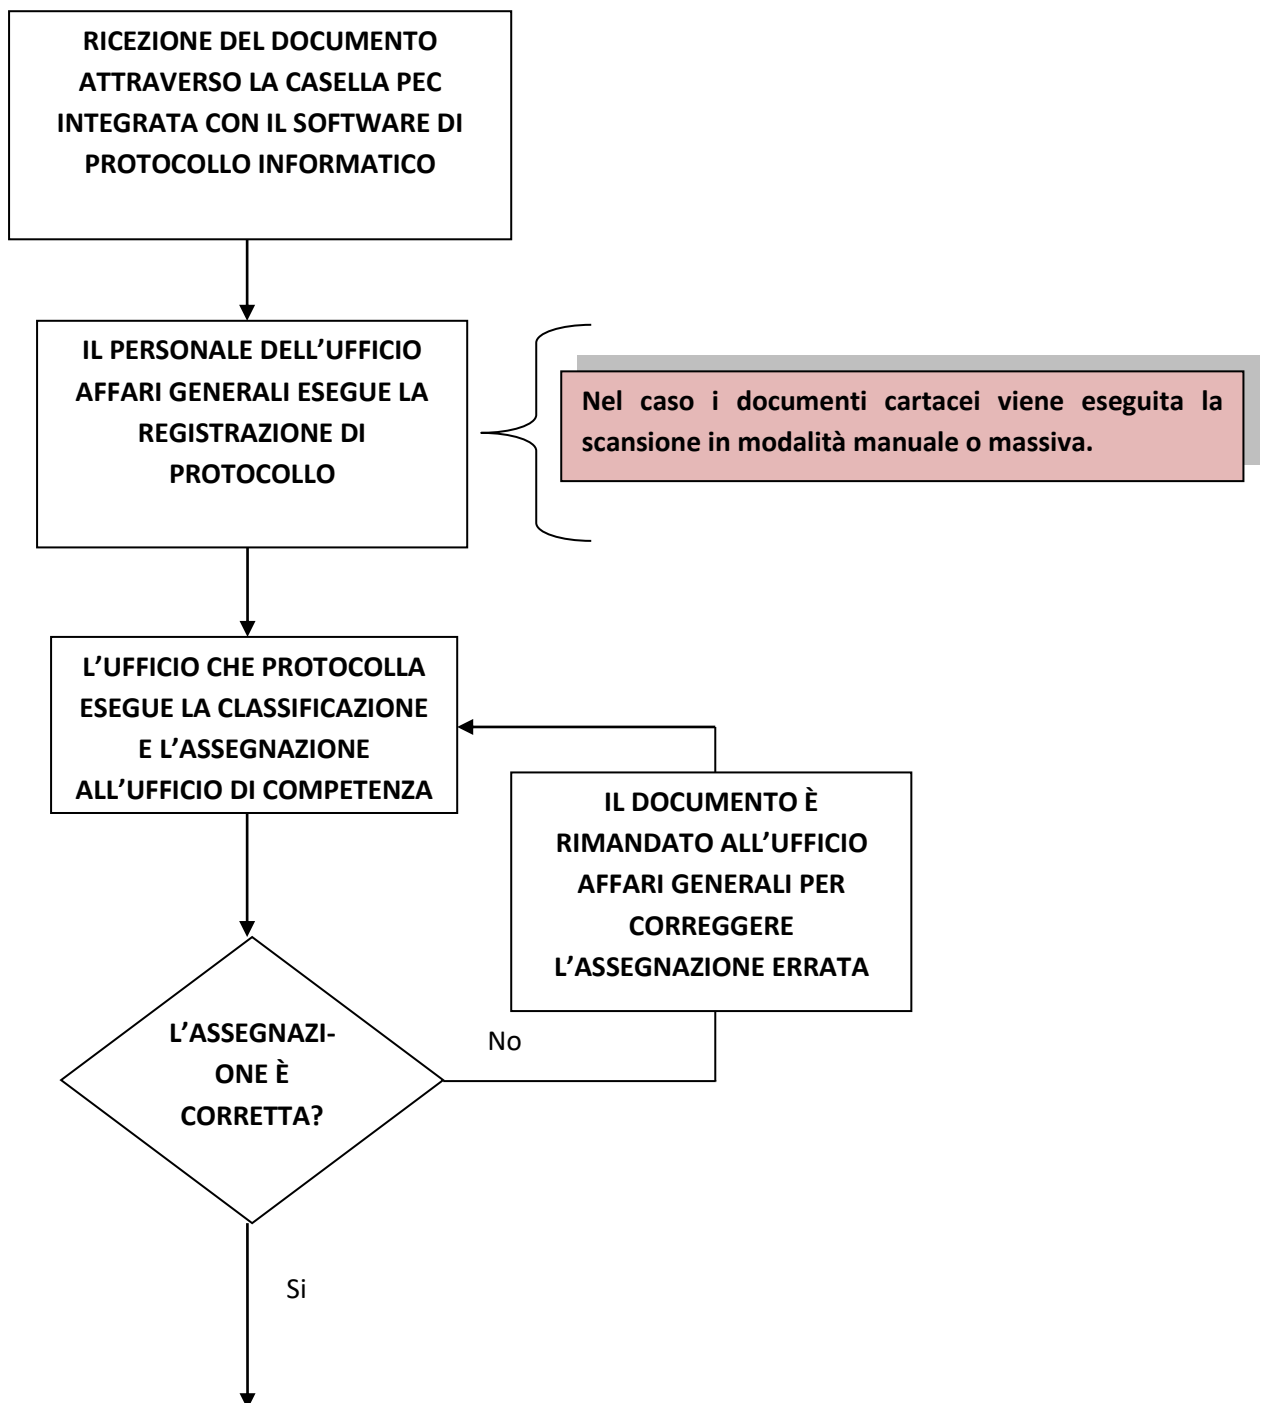 RICEZIONE DEL DOCUMENTO
ATTRAVERSO LA CASELLA PEC
INTEGRATA CON IL SOFTWARE DI
PROTOCOLLO INFORMATICO
IL PERSONALE DELL’UFFICIO
AFFARI GENERALI ESEGUE LA
REGISTRAZIONE DI
PROTOCOLLO
Nel caso i documenti cartacei viene eseguita la
scansione in modalità manuale o massiva.
L’UFFICIO CHE PROTOCOLLA
ESEGUE LA CLASSIFICAZIONE
E L’ASSEGNAZIONE
ALL’UFFICIO DI COMPETENZA
IL DOCUMENTO È
RIMANDATO ALL’UFFICIO
AFFARI GENERALI PER
CORREGGERE
L’ASSEGNAZIONE ERRATA
L’ASSEGNAZI-
ONE È
CORRETTA?
No
Si